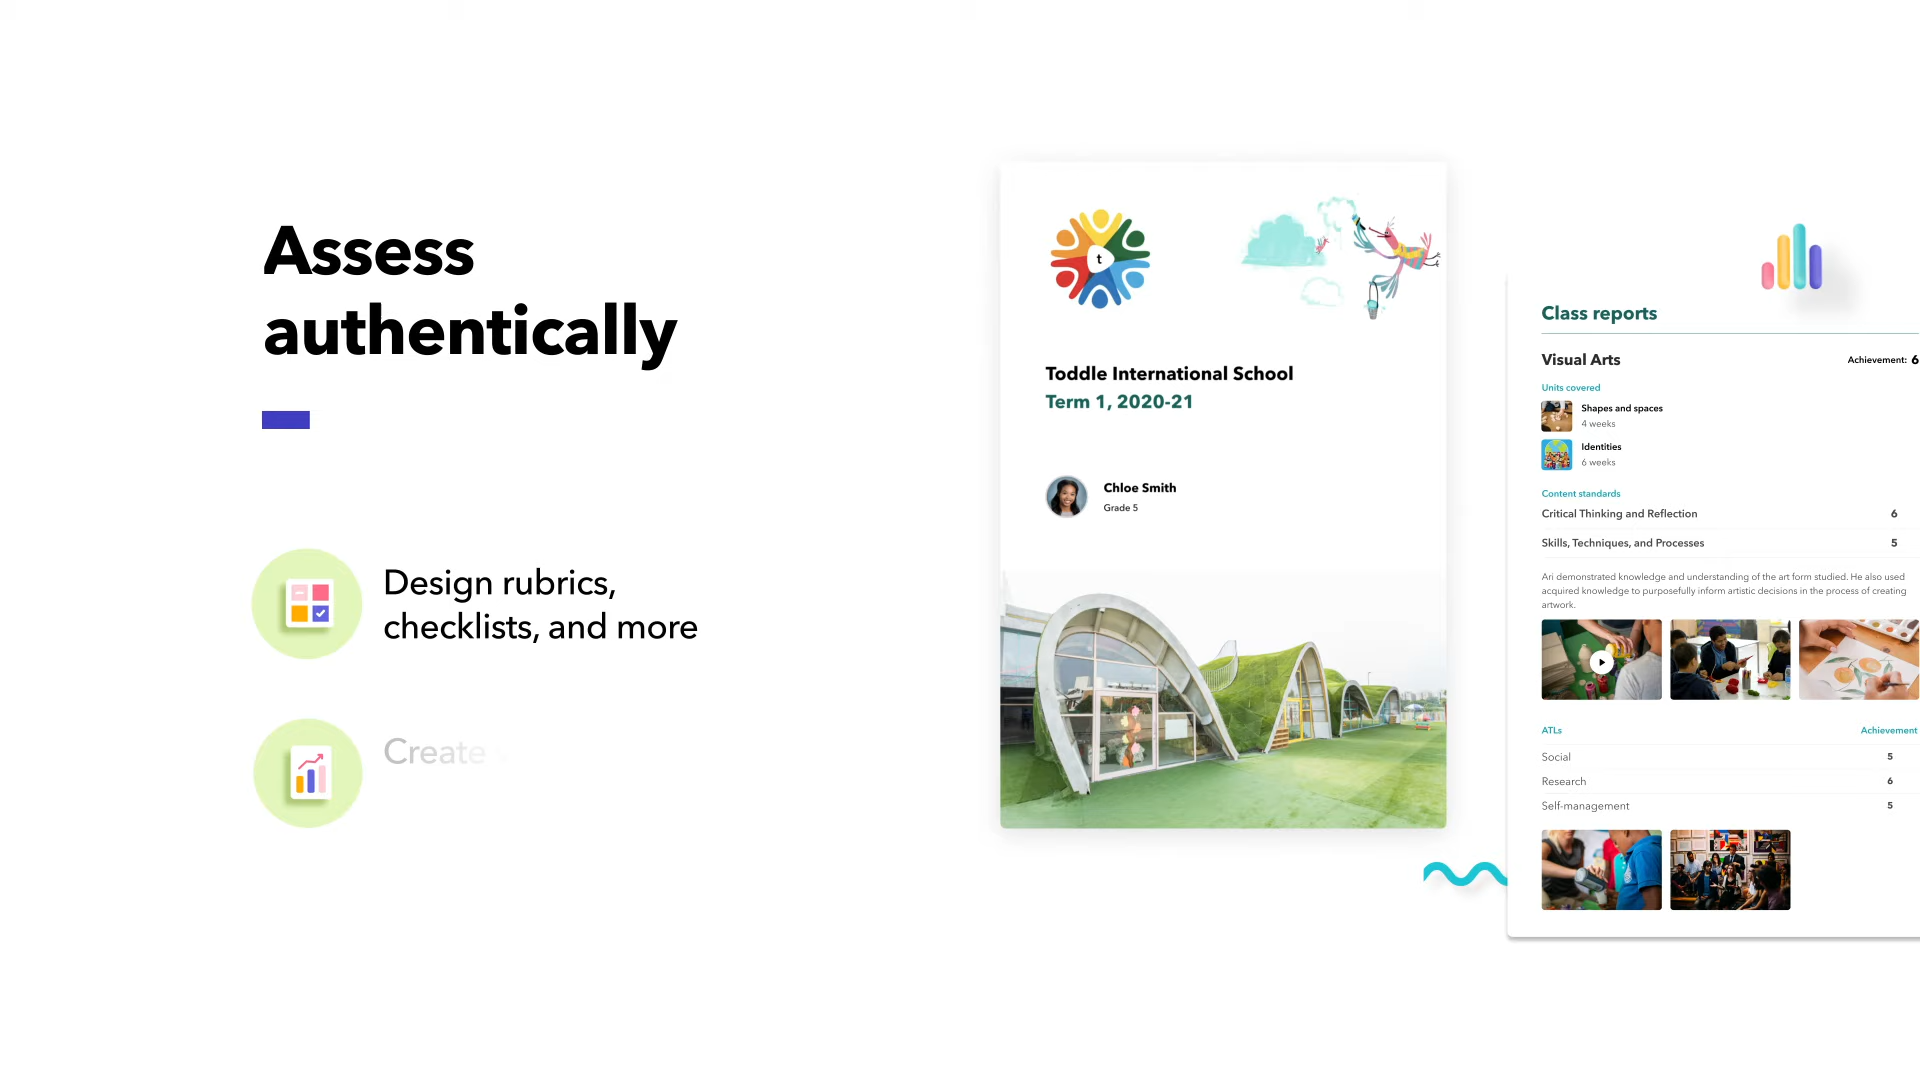 Assess
authentically
Design rubrics,
checklists, and more
Create
t
Toddle International School
Term 1, 2020-21
Chloe Smith
Grade 5
Class reports
Visual Arts
Achievement: 6
Units covered
Shapes and spaces
4 weeks
Identities
6 weeks
Content standards
Critical Thinking and Reflection 6
Skills, Techniques, and Processes 5
Ari demonstrated knowledge and understanding of the art form studied. He also used
acquired knowledge to purposefully inform artistic decisions in the process of creating
artwork.
ATLs Achievement
Social 5
Research 6
Self-management 5